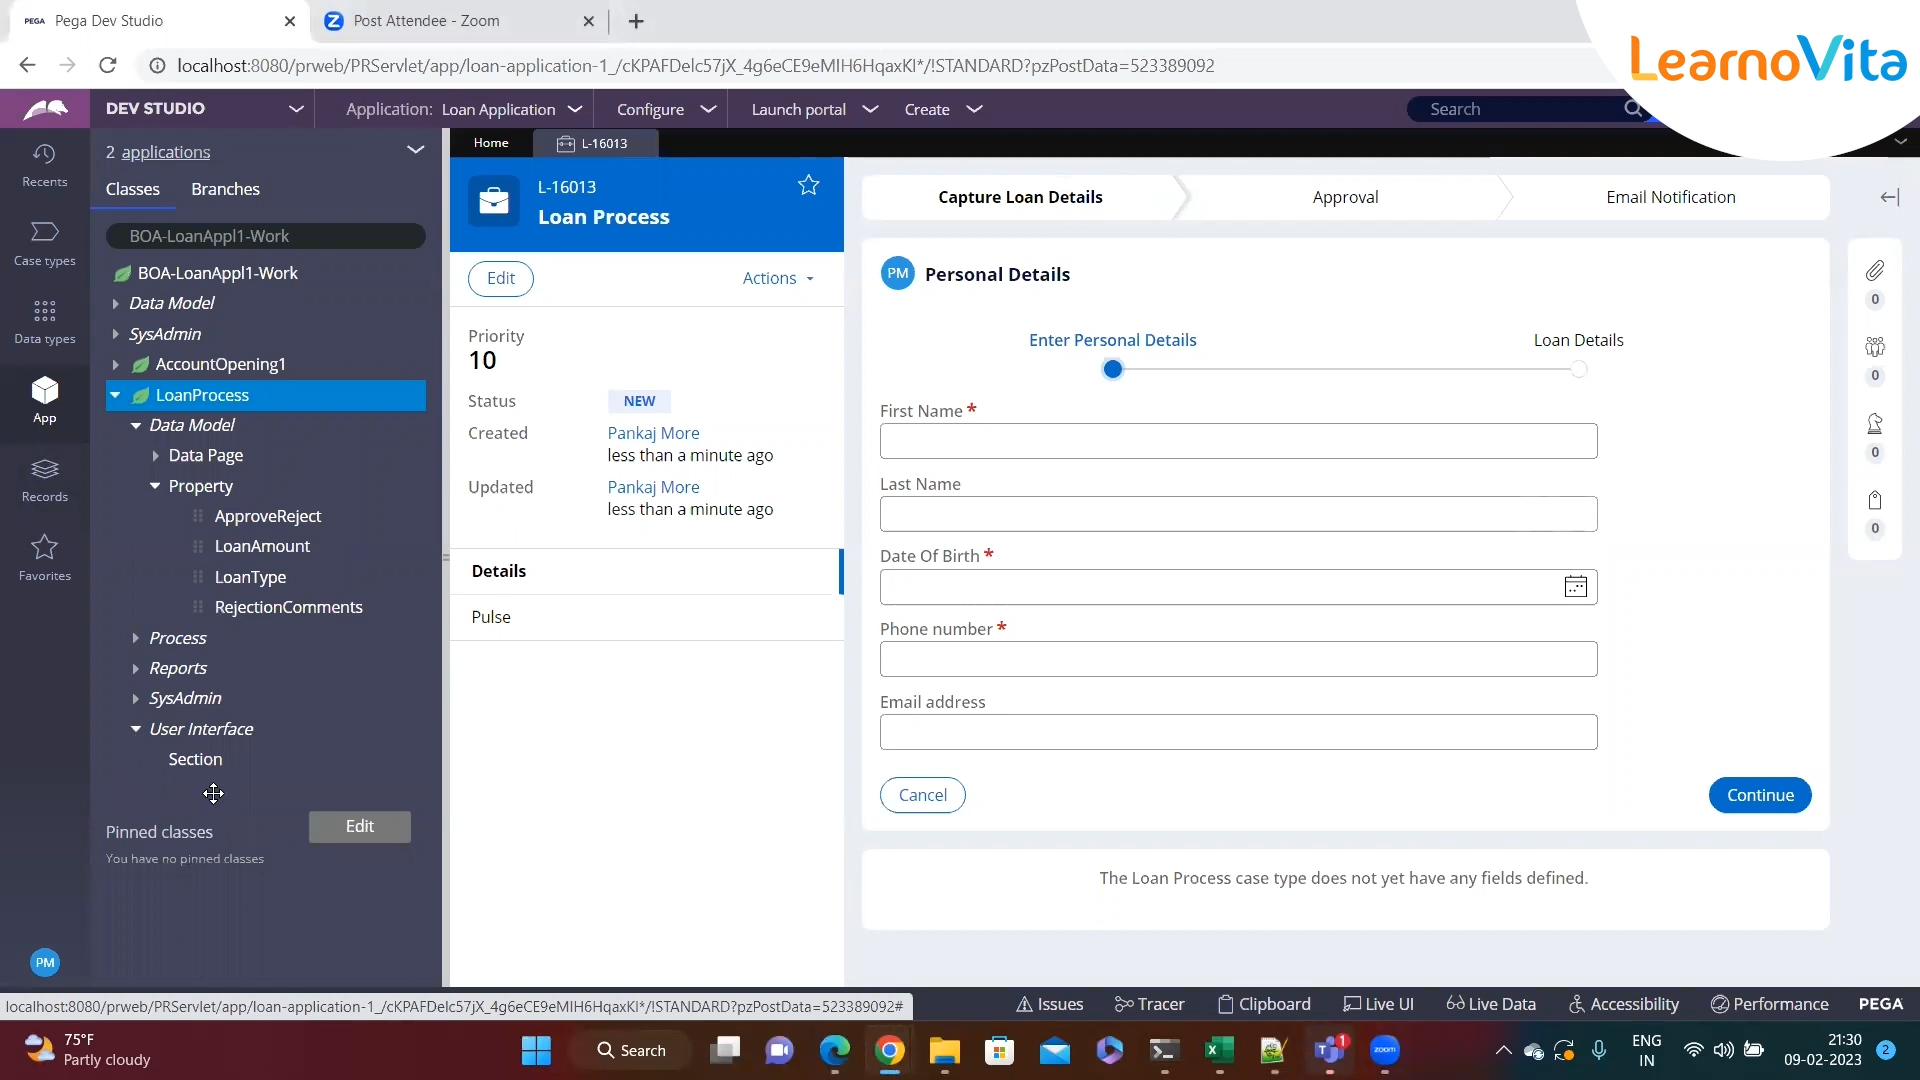 PEGA Pega Dev Studio
Z Post Attendee - Zoom
LearnoVita
localhost:8080/prweb/PRServlet/app/loan-application-1_/cKPAFDelc57jX_4g6eCE9eMIH6HqaxKI*/!STANDARD?pzPostData=523389092
DEV STUDIO
Application: Loan Application
Configure
Launch portal
Create
Search
Recents
Case types
Data types
App
Records
Favorites
PM
2 applications
Classes Branches
BOA-LoanAppl1-Work
BOA-LoanAppl1-Work
Data Model
SysAdmin
AccountOpening1
LoanProcess
Data Model
Data Page
Property
ApproveReject
LoanAmount
LoanType
RejectionComments
Process
Reports
SysAdmin
User Interface
Section
Pinned classes
Edit
You have no pinned classes
Home L-16013
L-16013
Loan Process
Edit
Actions
Priority
10
Status NEW
Created Pankaj More
less than a minute ago
Updated Pankaj More
less than a minute ago
Details
Pulse
Capture Loan Details Approval Email Notification
PM Personal Details
Enter Personal Details Loan Details
First Name *
Last Name
Date Of Birth *
Phone number *
Email address
Cancel Continue
The Loan Process case type does not yet have any fields defined.
0
0
0
0
localhost:8080/prweb/PRServlet/app/loan-application-1_/cKPAFDelc57jX_4g6eCE9eMIH6HqaxKI*/!STANDARD?pzPostData=523389092#
Issues Tracer Clipboard Live UI Live Data Accessibility Performance PEGA
75°F
Partly cloudy
Search
1
zoom
ENG
IN
21:30
09-02-2023
2